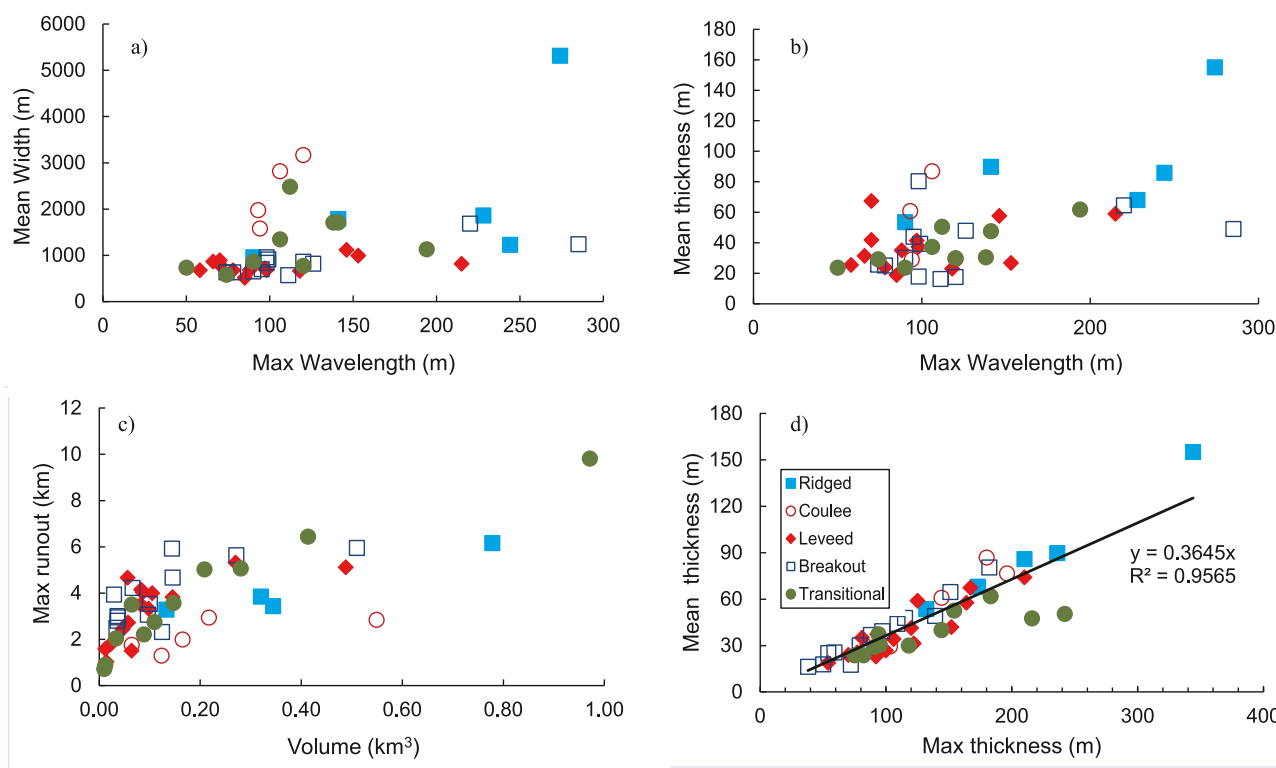 a)
6000
5000
4000
3000
2000
1000
0
Mean Width (m)
0 50 100 150 200 250 300
Max Wavelength (m)
b)
180
160
140
120
100
80
60
40
20
0
Mean thickness (m)
0 100 200 300
Max Wavelength (m)
c)
12
10
8
6
4
2
0
Max runout (km)
0.00 0.20 0.40 0.60 0.80 1.00
Volume (km³)
d)
180
150
120
90
60
30
0
Mean thickness (m)
Ridged
Coulee
Leveed
Breakout
Transitional
y = 0.3645x
R² = 0.9565
0 100 200 300 400
Max thickness (m)